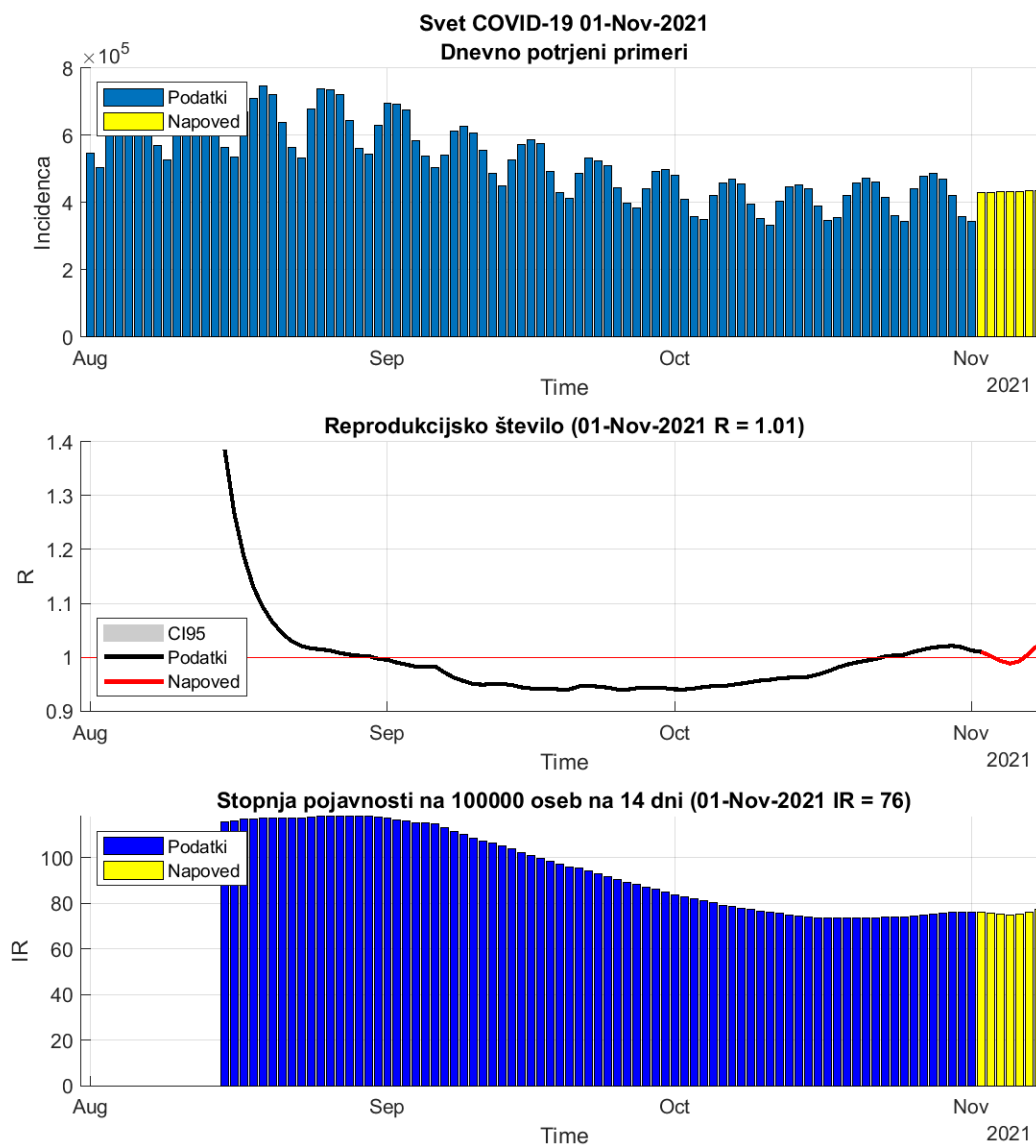 Svet COVID-19 01-Nov-2021
Dnevno potrjeni primeri
×10⁵
8
6
4
2
0
Incidenca
Podatki
Napoved
Aug
Sep
Oct
Nov
Time
2021
Reprodukcijsko število (01-Nov-2021 R = 1.01)
1.4
1.3
1.2
1.1
1
0.9
R
CI95
Podatki
Napoved
Aug
Sep
Oct
Nov
Time
2021
Stopnja pojavnosti na 100000 oseb na 14 dni (01-Nov-2021 IR = 76)
100
80
60
40
20
0
IR
Podatki
Napoved
Aug
Sep
Oct
Nov
Time
2021